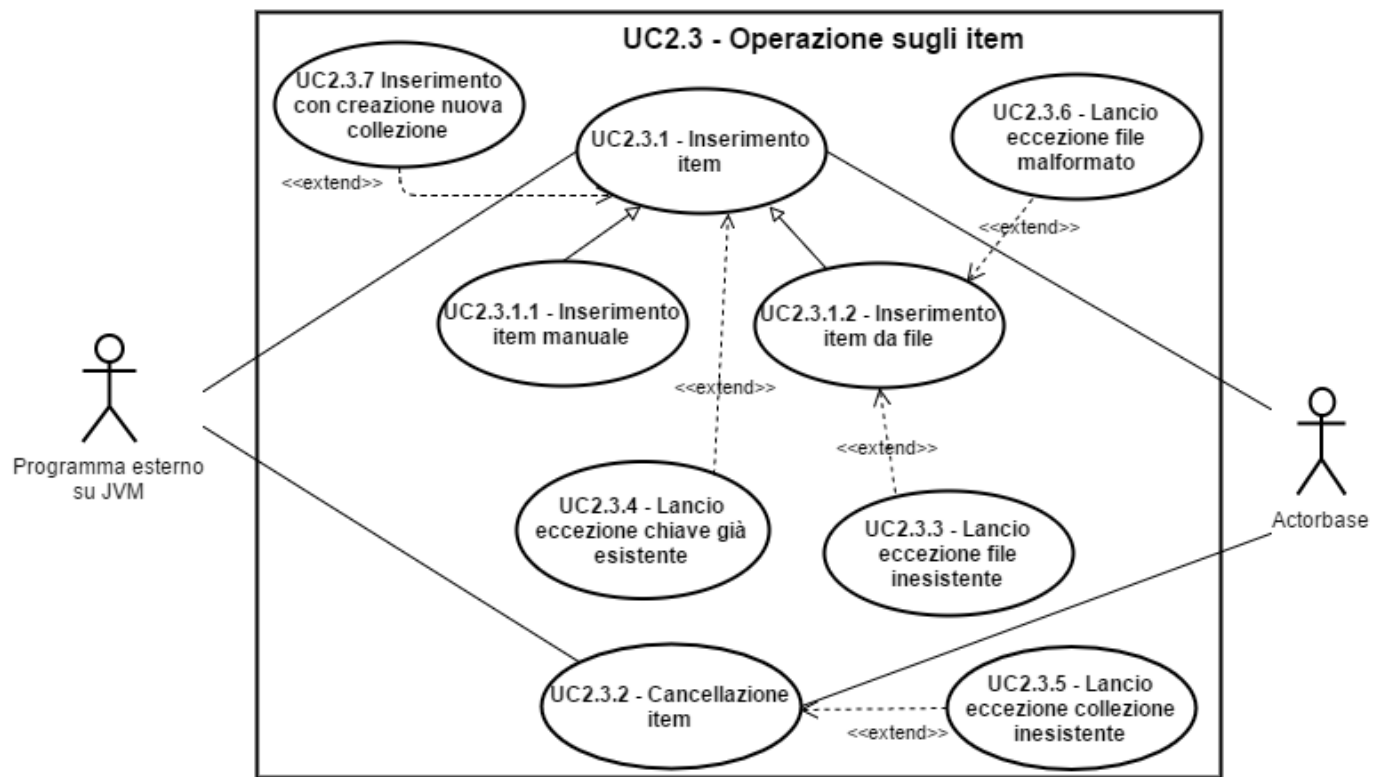 UC2.3 - Operazione sugli item
UC2.3.7 Inserimento
con creazione nuova
collezione
<<extend>>
UC2.3.1 - Inserimento
item
UC2.3.6 - Lancio
eccezione file
malformato
<<extend>>
UC2.3.1.1 - Inserimento
item manuale
UC2.3.1.2 - Inserimento
item da file
<<extend>>
<<extend>>
Programma esterno
su JVM
UC2.3.4 - Lancio
eccezione chiave già
esistente
UC2.3.3 - Lancio
eccezione file
inesistente
Actorbase
UC2.3.2 - Cancellazione
item
<<extend>>
UC2.3.5 - Lancio
eccezione collezione
inesistente